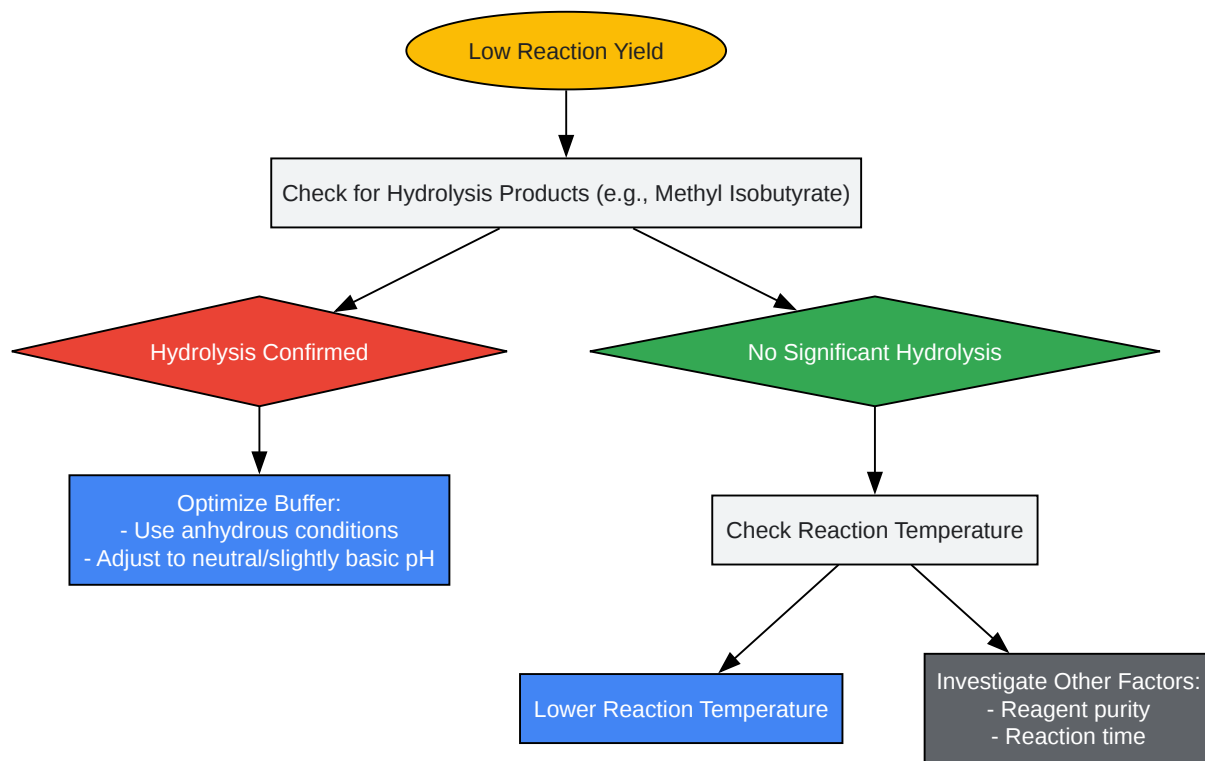 Low Reaction Yield
Check for Hydrolysis Products (e.g., Methyl Isobutyrate)
Hydrolysis Confirmed
No Significant Hydrolysis
Optimize Buffer:
- Use anhydrous conditions
- Adjust to neutral/slightly basic pH
Check Reaction Temperature
Lower Reaction Temperature
Investigate Other Factors:
- Reagent purity
- Reaction time